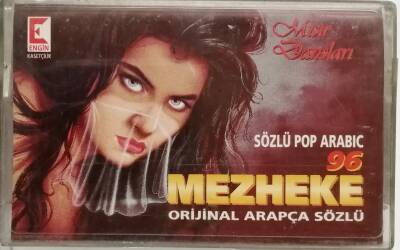 ENGİN
KASETÇİLİK
Mısır
Dansları
SÖZLÜ POP ARABIC
96
MEZHEKE
ORİJİNAL ARAPÇA SÖZLÜ